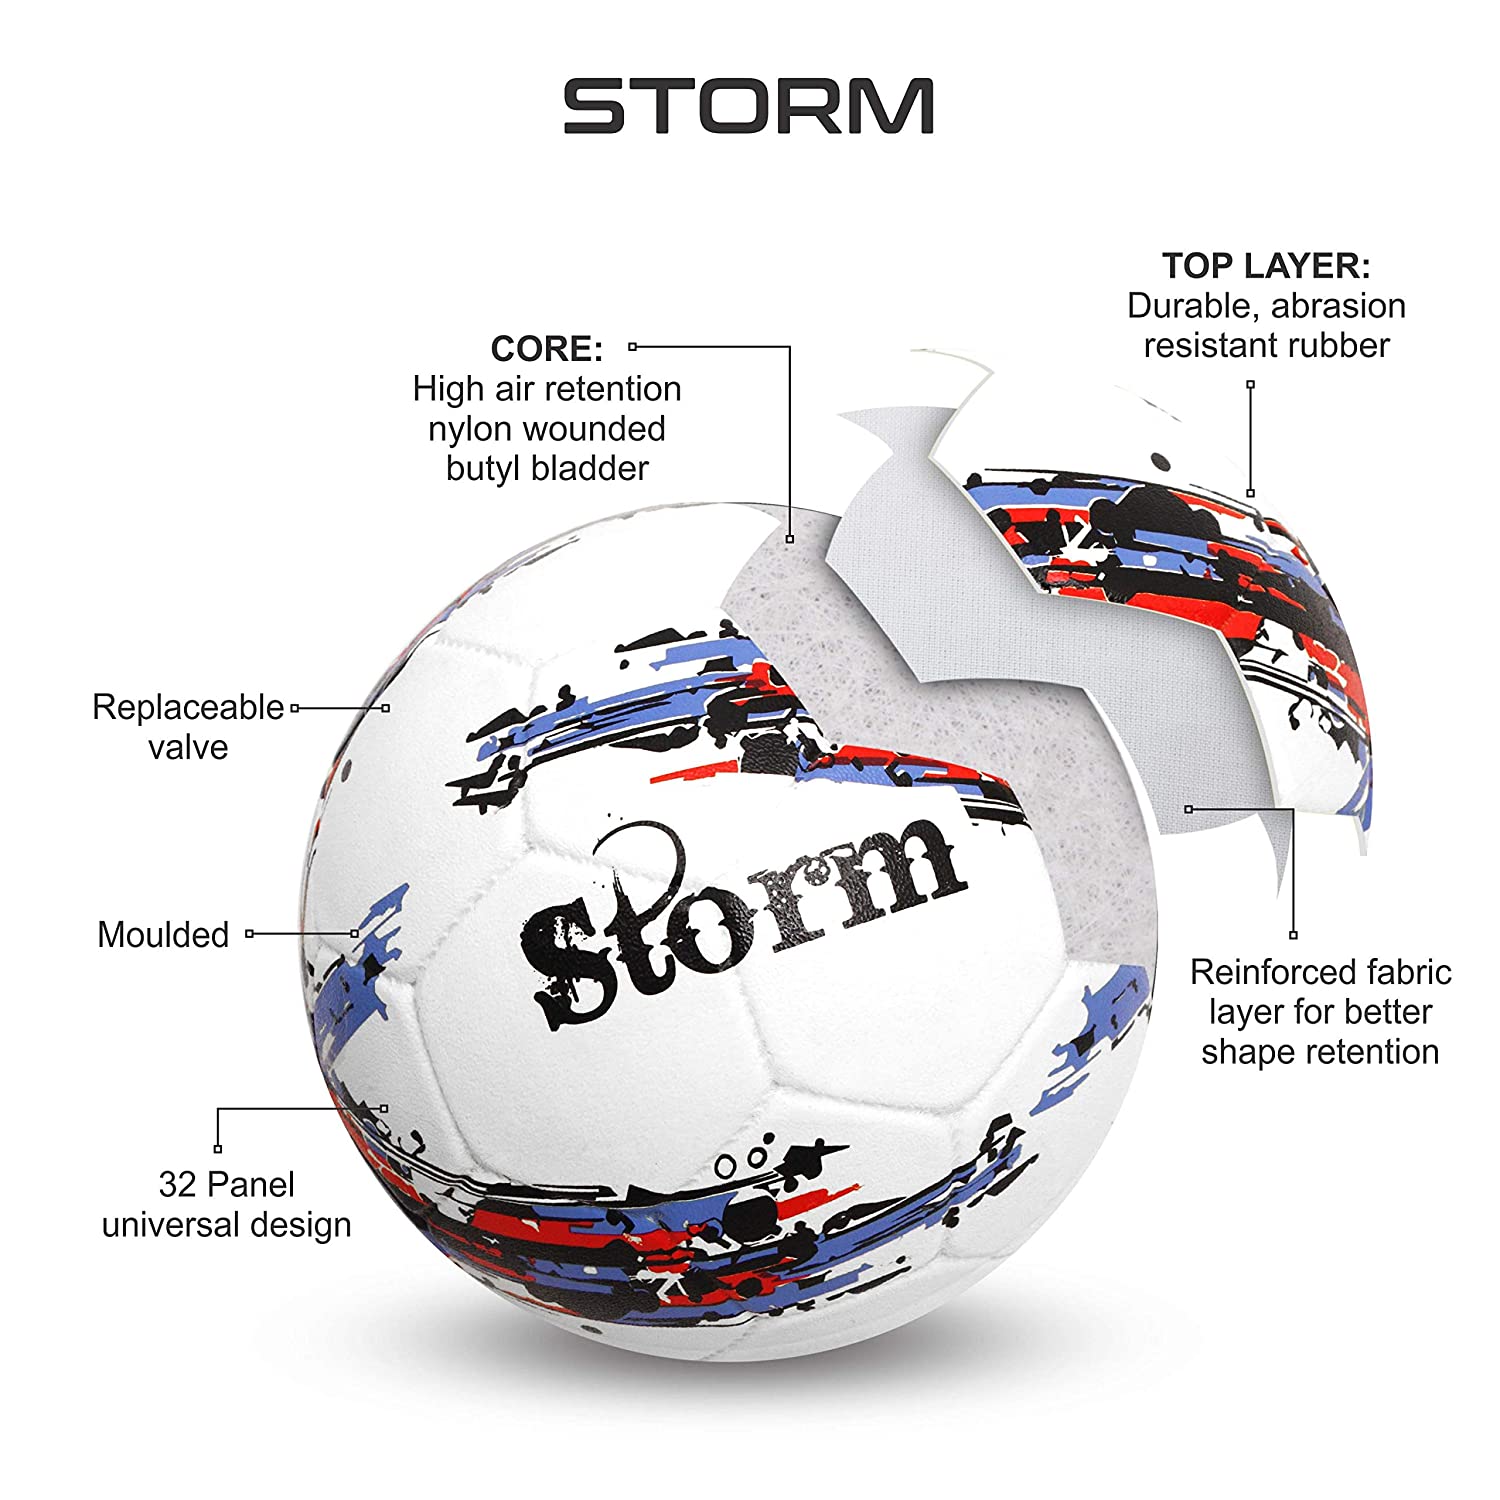 STORM
TOP LAYER:
Durable, abrasion
resistant rubber
CORE:
High air retention
nylon wounded
butyl bladder
Replaceable
valve
Storm
Moulded
Reinforced fabric
layer for better
shape retention
32 Panel
universal design